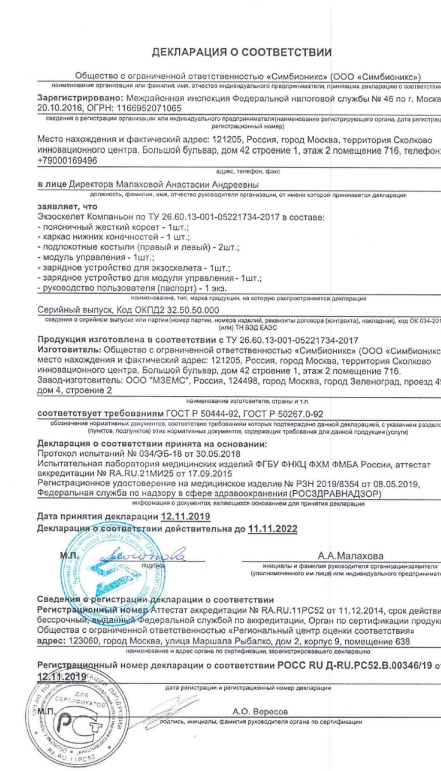 ДЕКЛАРАЦИЯ О СООТВЕТСТВИИ
Общество с ограниченной ответственностью «Симбионикс» (ООО «Симбионикс»)
наименование организации или фамилия, имя, отчество индивидуального предпринимателя, принявших декларацию о соответствии
Зарегистрировано: Межрайонная инспекция Федеральной налоговой службы № 46 по г. Москв
20.10.2016, ОГРН: 1166952071065
сведения о регистрации организации или индивидуального предпринимателя(наименование регистрирующего органа, дата регистрац
регистрационный номер)
Место нахождения и фактический адрес: 121205, Россия, город Москва, территория Сколково
инновационного центра, Большой бульвар, дом 42 строение 1, этаж 2 помещение 716, телефон:
+79000169496
адрес, телефон, факс
в лице Директора Малаховой Анастасии Андреевны
должность, фамилия, имя, отчество руководителя организации, от имени которой принимается декларация
заявляет, что
Экзоскелет Компаньон по ТУ 26.60.13-001-05221734-2017 в составе:
- поясничный жесткий корсет - 1шт.;
- каркас нижних конечностей - 1 шт.;
- подлокотные костыли (правый и левый) - 2шт.;
- модуль управления - 1шт.;
- зарядное устройство для экзоскелета - 1шт.;
- зарядное устройство для модуля управления - 1шт.;
- руководство пользователя (паспорт) - 1 экз.
наименование, тип, марка продукции, на которую распространяется декларация
Серийный выпуск, Код ОКПД2 32.50.50.000
сведения о серийном выпуске или партии (номер партии, номера изделий, реквизиты договора (контракта), накладная), код ОК 034-201
(или) ТН ВЭД ЕАЭС
Продукция изготовлена в соответствии с ТУ 26.60.13-001-05221734-2017
Изготовитель: Общество с ограниченной ответственностью «Симбионикс» (ООО «Симбионикс
место нахождения и фактический адрес: 121205, Россия, город Москва, территория Сколково
инновационного центра, Большой бульвар, дом 42 строение 1, этаж 2 помещение 716.
Завод-изготовитель: ООО "МЗЕМС", Россия, 124498, город Москва, город Зеленоград, проезд 49
дом 4, строение 2
наименование изготовителя, страны и т.п.
соответствует требованиям ГОСТ Р 50444-92, ГОСТ Р 50267.0-92
обозначение нормативных документов, соответствие требованиям которых подтверждено данной декларацией, с указанием раздело
(пунктов, подпунктов) этих нормативных документов, содержащих требования для данной продукции(услуги)
Декларация о соответствии принята на основании:
Протокол испытаний № 034/ЭБ-18 от 30.05.2018
Испытательная лаборатория медицинских изделий ФГБУ ФНКЦ ФХМ ФМБА России, аттестат
аккредитации № RA.RU.21МИ25 от 17.09.2015
Регистрационное удостоверение на медицинское изделие № РЗН 2019/8354 от 08.05.2019,
Федеральная служба по надзору в сфере здравоохранения (РОСЗДРАВНАДЗОР)
информация о документах, являющихся основанием для принятия декларации
Дата принятия декларации 12.11.2019
Декларация о соответствии действительна до 11.11.2022
М.П.
А.А.Малахова
подпись
инициалы и фамилия руководителя организации-заявителя
(уполномоченного им лица) или индивидуального предпринимат
Сведения о регистрации декларации о соответствии
Регистрационный номер Аттестат аккредитации № RA.RU.11РС52 от 11.12.2014, срок действи
бессрочный, выданный Федеральной службой по аккредитации, Орган по сертификации продукци
Общества с ограниченной ответственностью «Региональный центр оценки соответствия»
адрес: 123060, город Москва, улица Маршала Рыбалко, дом 2, корпус 9, помещение 638
наименование и адрес органа по сертификации, зарегистрировавшего декларацию
Регистрационный номер декларации о соответствии РОСС RU Д-RU.РС52.В.00346/19 от
12.11.2019
дата регистрации и регистрационный номер декларации
М.П.
А.О. Вересов
подпись, инициалы, фамилия руководителя органа по сертификации
ДЛЯ
СЕРТИФИКАТОВ
RA.RU.11РС52